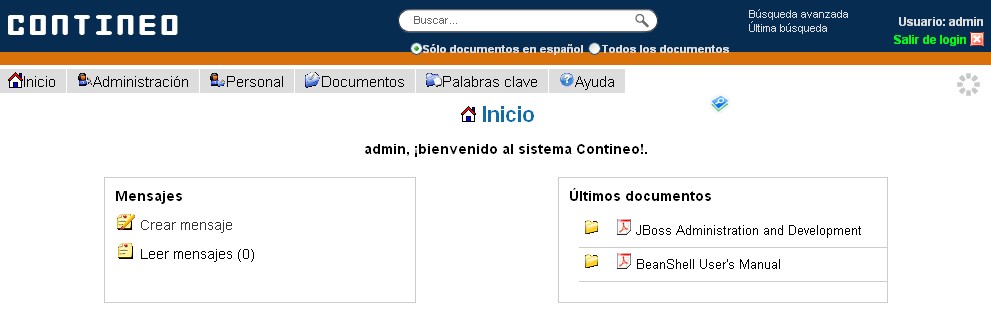 CONTINEO
Buscar...
Búsqueda avanzada
Última búsqueda
Usuario: admin
Salir de login
Sólo documentos en español Todos los documentos
Inicio Administración Personal Documentos Palabras clave Ayuda
Inicio
admin, ¡bienvenido al sistema Contineo!.
Mensajes
Crear mensaje
Leer mensajes (0)
Últimos documentos
JBoss Administration and Development
BeanShell User's Manual